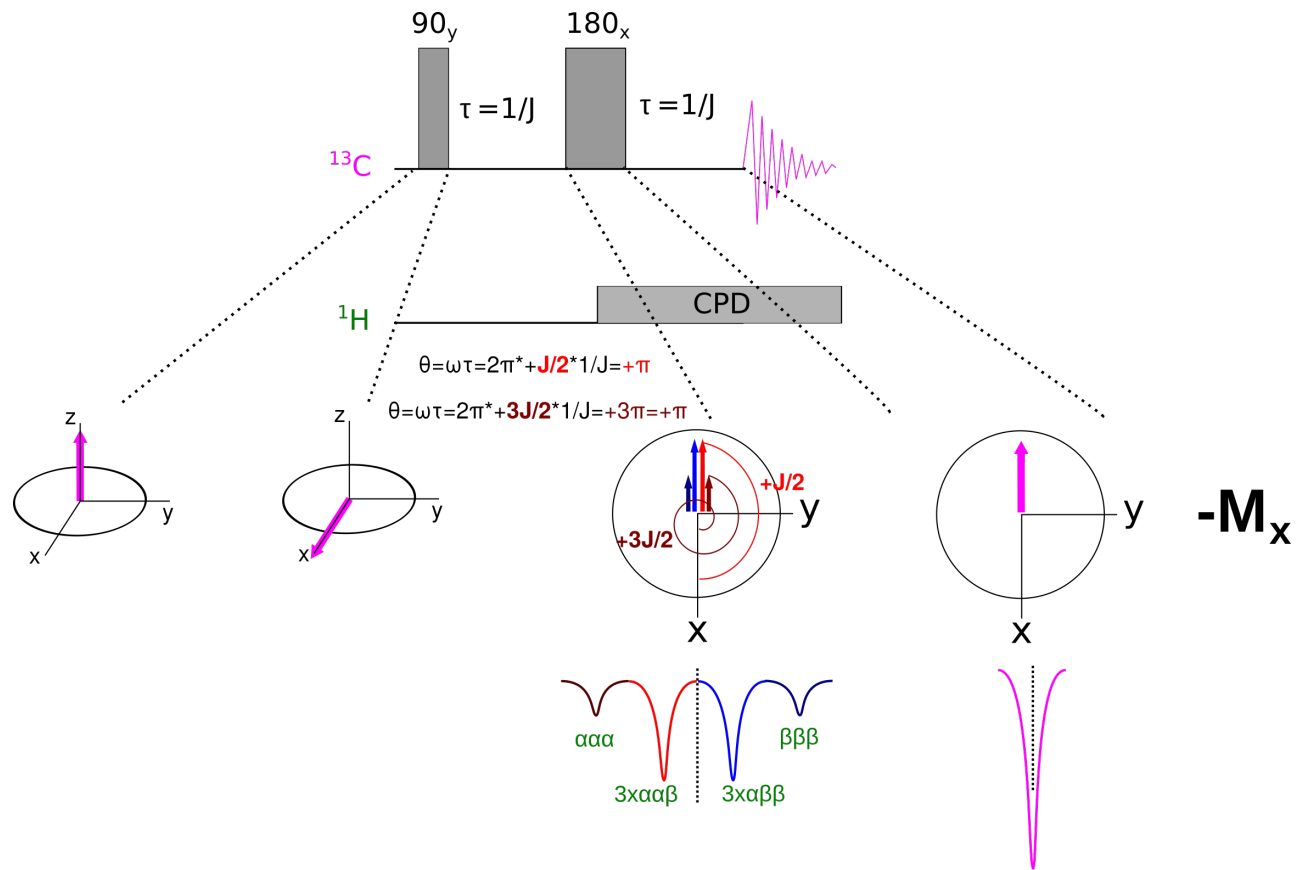 90y 180x
τ =1/J τ =1/J
13C
1H CPD
θ=ωτ=2π*+J/2*1/J=+π
θ=ωτ=2π*+3J/2*1/J=+3π=+π
z z
y y
x x
+J/2
+3J/2
y y
x x
-Mx
ααα βββ
3xααβ 3xαββ